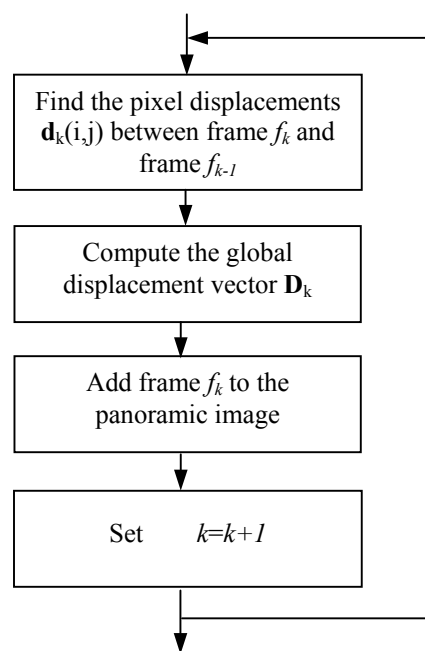 Find the pixel displacements
dₖ(i,j) between frame fₖ and
frame fₖ₋₁
Compute the global
displacement vector Dₖ
Add frame fₖ to the
panoramic image
Set k=k+1